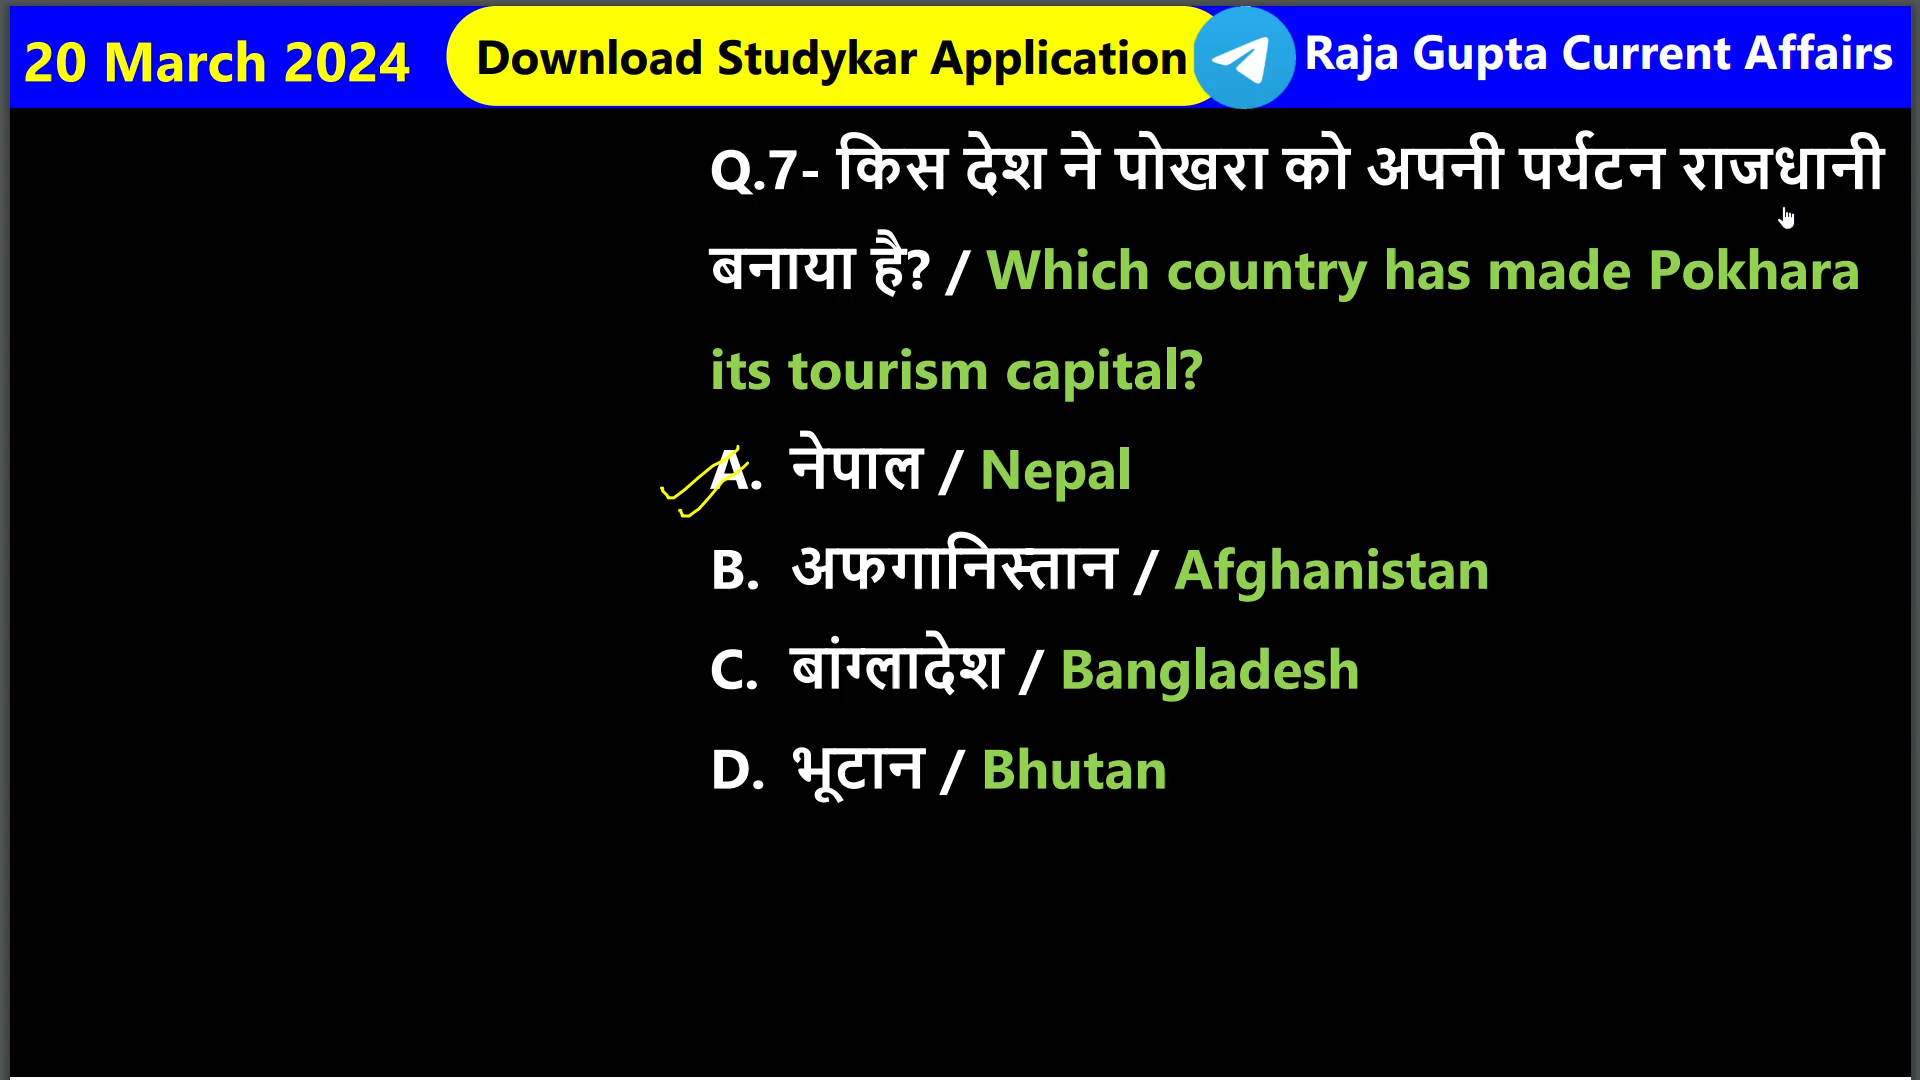 20 March 2024
Download Studykar Application
Raja Gupta Current Affairs
Q.7- किस देश ने पोखरा को अपनी पर्यटन राजधानी
बनाया है? / Which country has made Pokhara
its tourism capital?
A. नेपाल / Nepal
B. अफगानिस्तान / Afghanistan
C. बांग्लादेश / Bangladesh
D. भूटान / Bhutan